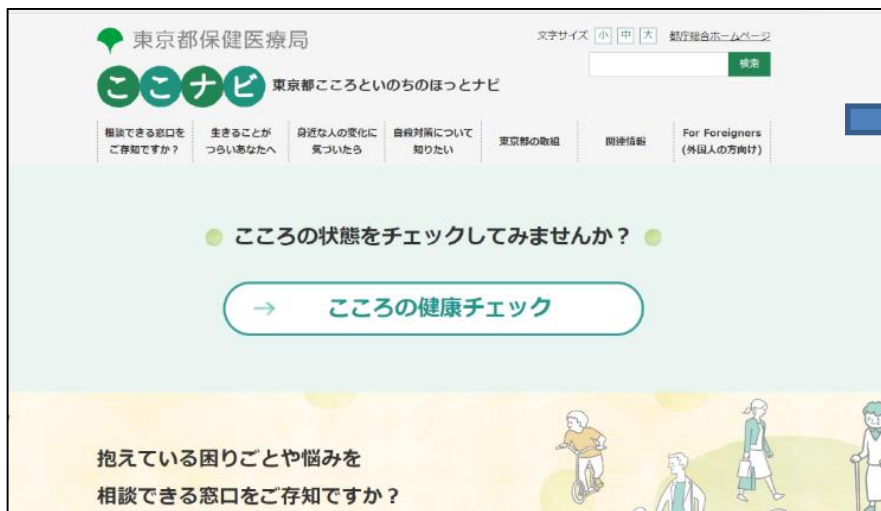 東京都保健医療局
文字サイズ 小 中 大 都庁総合ホームページ
検索
ここナビ 東京都こころといのちのほっとナビ
相談できる窓口を
ご存知ですか？
生きることが
つらいあなたへ
身近な人の変化に
気づいたら
自殺対策について
知りたい
東京都の取組
関連情報
For Foreigners
(外国人の方向け)
こころの状態をチェックしてみませんか？
→ こころの健康チェック
抱えている困りごとや悩みを
相談できる窓口をご存知ですか？